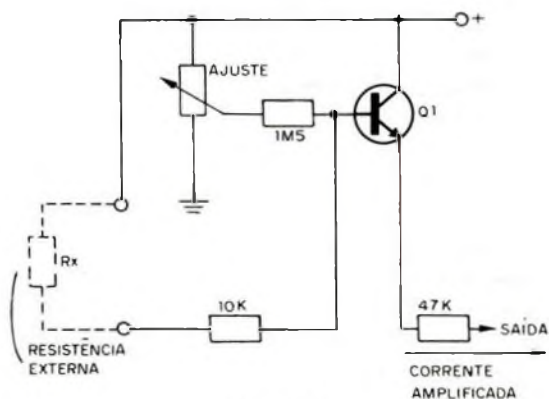 +
AJUSTE
1M5
Q1
Rx
10K
47K
SAÍDA
RESISTÊNCIA
EXTERNA
CORRENTE
AMPLIFICADA